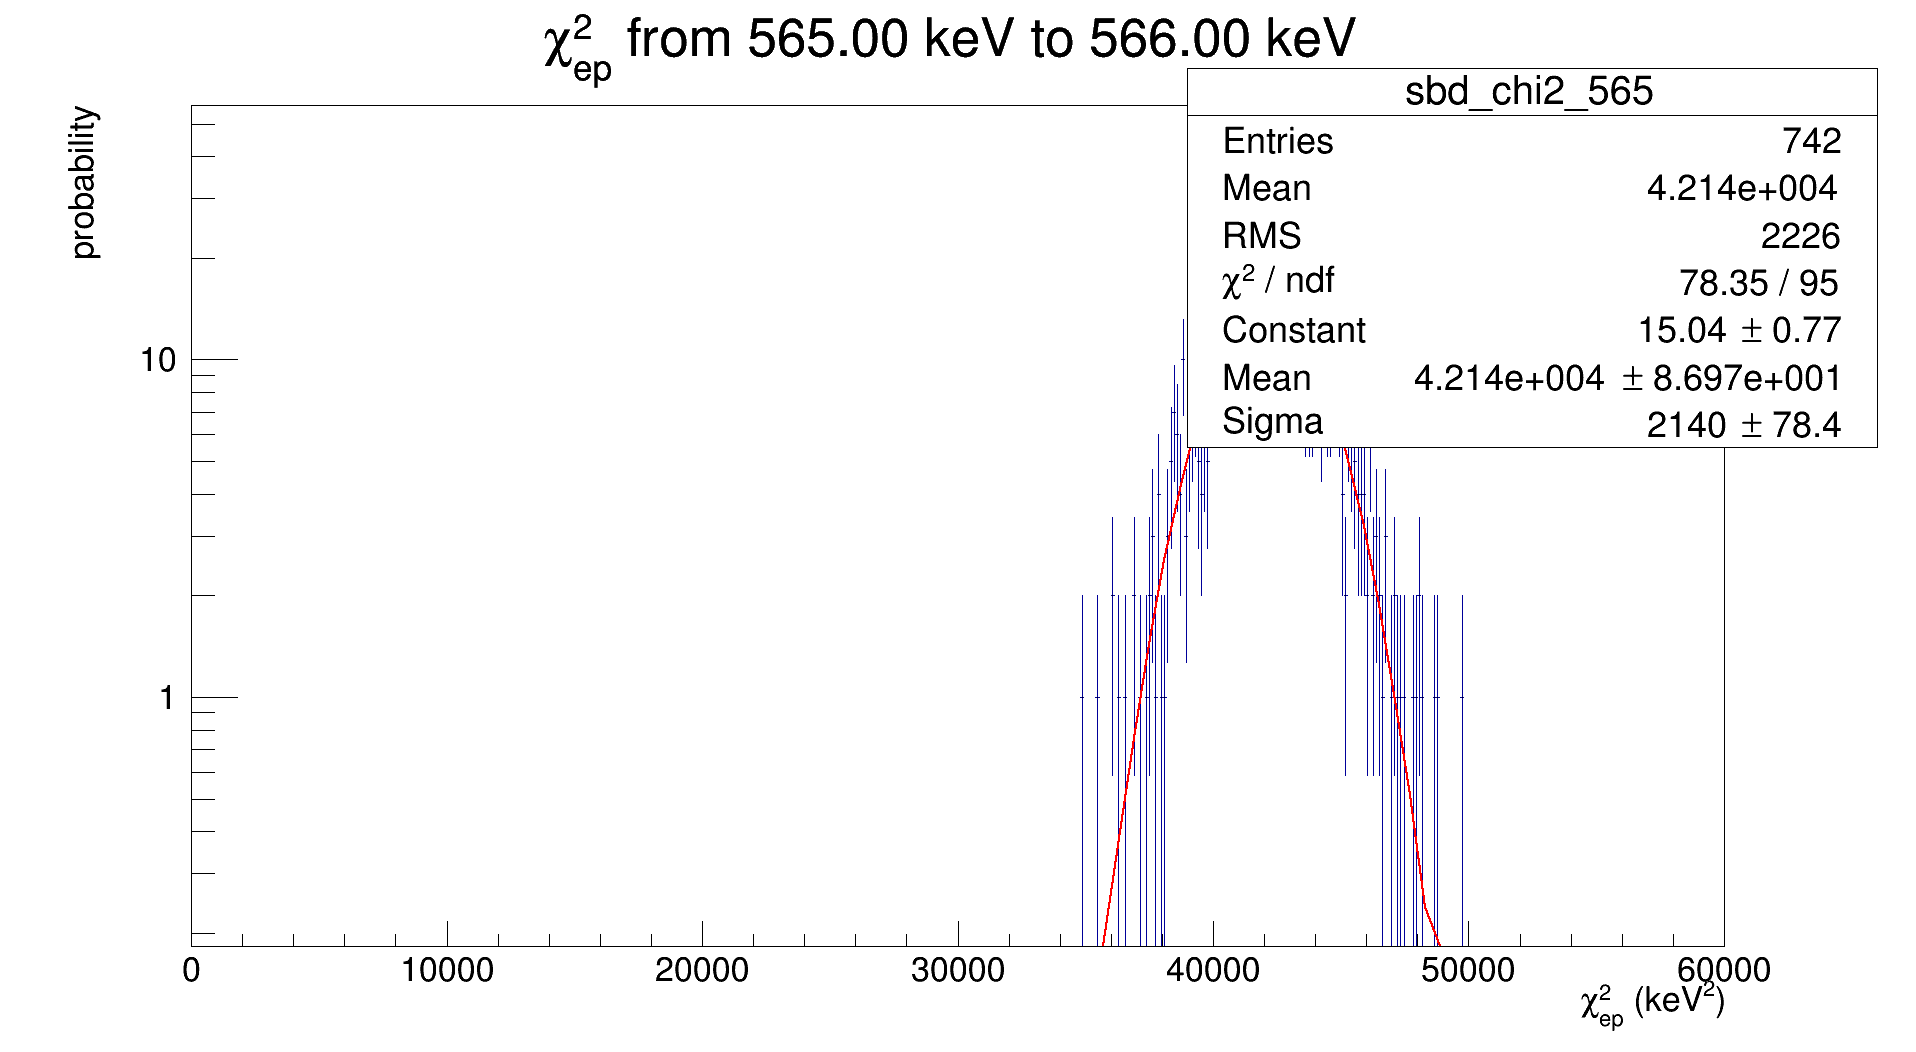 χ²ep from 565.00 keV to 566.00 keV
probability
sbd_chi2_565
Entries 742
Mean 4.214e+004
RMS 2226
χ² / ndf 78.35 / 95
Constant 15.04 ± 0.77
Mean 4.214e+004 ± 8.697e+001
Sigma 2140 ± 78.4
10
1
0 10000 20000 30000 40000 50000 60000
χ²ep (keV²)